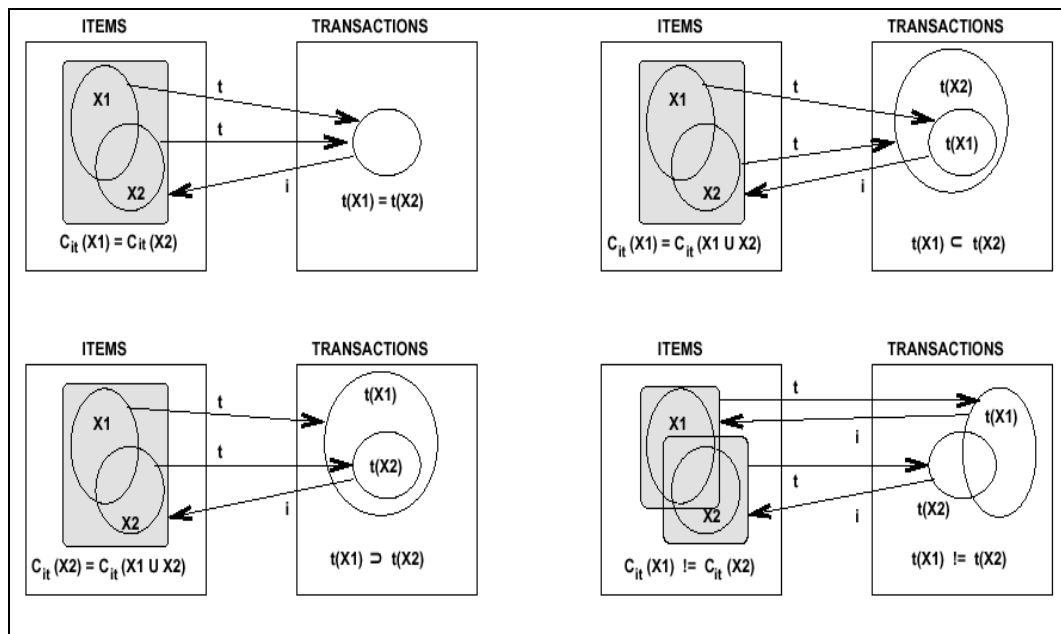 ITEMS
TRANSACTIONS
X1
t
t
X2
i
t(X1) = t(X2)
C_it (X1) = C_it (X2)
ITEMS
TRANSACTIONS
t(X2)
X1
t
t(X1)
t
X2
i
C_it (X1) = C_it (X1 U X2)
t(X1) ⊂ t(X2)
ITEMS
TRANSACTIONS
t(X1)
t
X1
t
t(X2)
X2
i
t(X1) ⊃ t(X2)
C_it (X2) = C_it (X1 U X2)
ITEMS
TRANSACTIONS
t
t(X1)
X1
i
t
X2
t(X2)
i
C_it (X1) != C_it (X2)
t(X1) != t(X2)